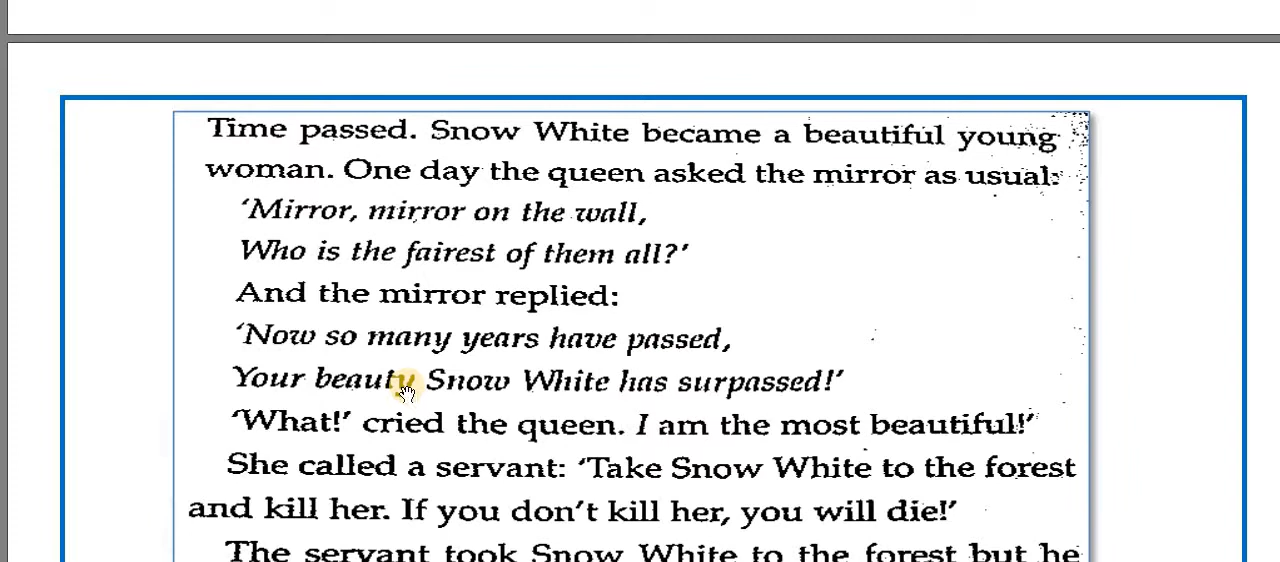 Time passed. Snow White became a beautiful young
woman. One day the queen asked the mirror as usual:
‘Mirror, mirror on the wall,
Who is the fairest of them all?’
And the mirror replied:
‘Now so many years have passed,
Your beauty Snow White has surpassed!’
‘What!’ cried the queen. I am the most beautiful!’
She called a servant: ‘Take Snow White to the forest
and kill her. If you don’t kill her, you will die!’
The servant took Snow White to the forest but he